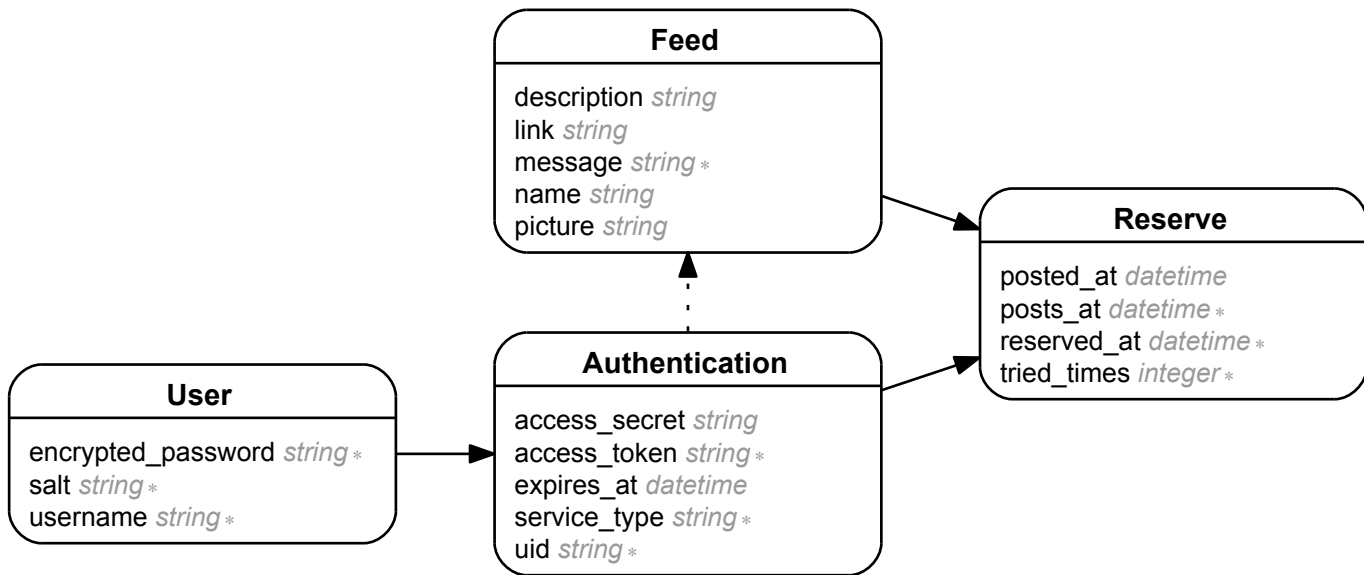 Feed
description string
link string
message string *
name string
picture string
Reserve
posted_at datetime
posts_at datetime *
reserved_at datetime *
tried_times integer *
Authentication
access_secret string
access_token string *
expires_at datetime
service_type string *
uid string *
User
encrypted_password string *
salt string *
username string *